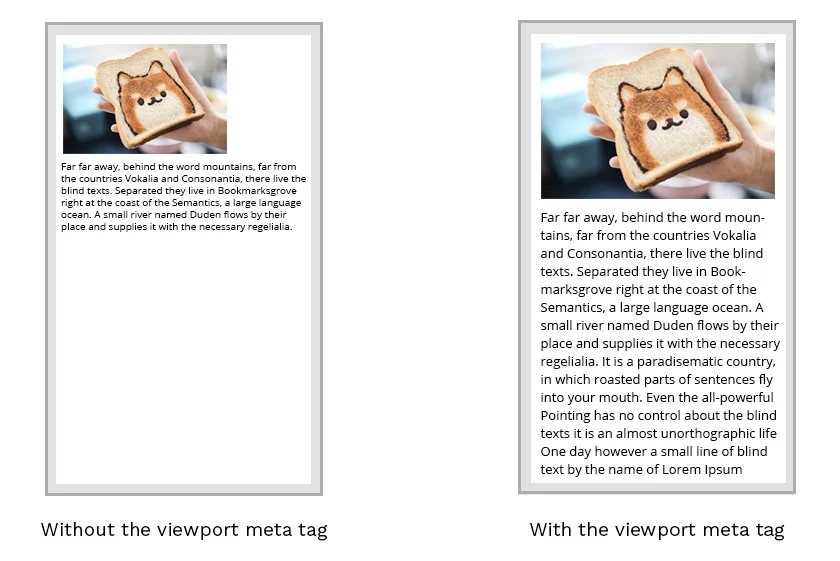 Far far away, behind the word mountains, far from
the countries Vokalia and Consonantia, there live the
blind texts. Separated they live in Bookmarksgrove
right at the coast of the Semantics, a large language
ocean. A small river named Duden flows by their
place and supplies it with the necessary regelialia.
Without the viewport meta tag
Far far away, behind the word moun-
tains, far from the countries Vokalia
and Consonantia, there live the blind
texts. Separated they live in Book-
marksgrove right at the coast of the
Semantics, a large language ocean. A
small river named Duden flows by their
place and supplies it with the necessary
regelialia. It is a paradisematic country,
in which roasted parts of sentences fly
into your mouth. Even the all-powerful
Pointing has no control about the blind
texts it is an almost unorthographic life
One day however a small line of blind
text by the name of Lorem Ipsum
With the viewport meta tag